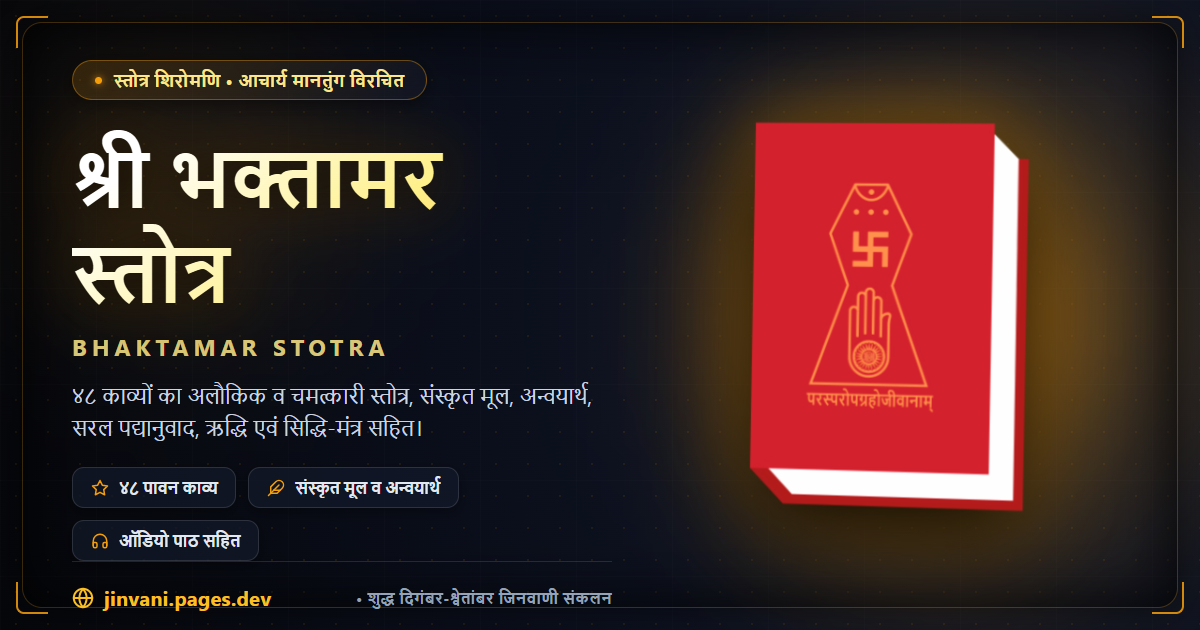 स्तोत्र शिरोमणि • आचार्य मानतुंग विरचित
श्री भक्तामर
स्तोत्र
BHAKTAMAR STOTRA
४८ काव्यों का अलौकिक व चमत्कारी स्तोत्र, संस्कृत मूल, अन्वयार्थ,
सरल पद्यानुवाद, ऋद्धि एवं सिद्धि-मंत्र सहित।
४८ पावन काव्य
संस्कृत मूल व अन्वयार्थ
ऑडियो पाठ सहित
jinvani.pages.dev
• शुद्ध दिगंबर-श्वेतांबर जिनवाणी संकलन
परस्परोपग्रहोजीवानाम्